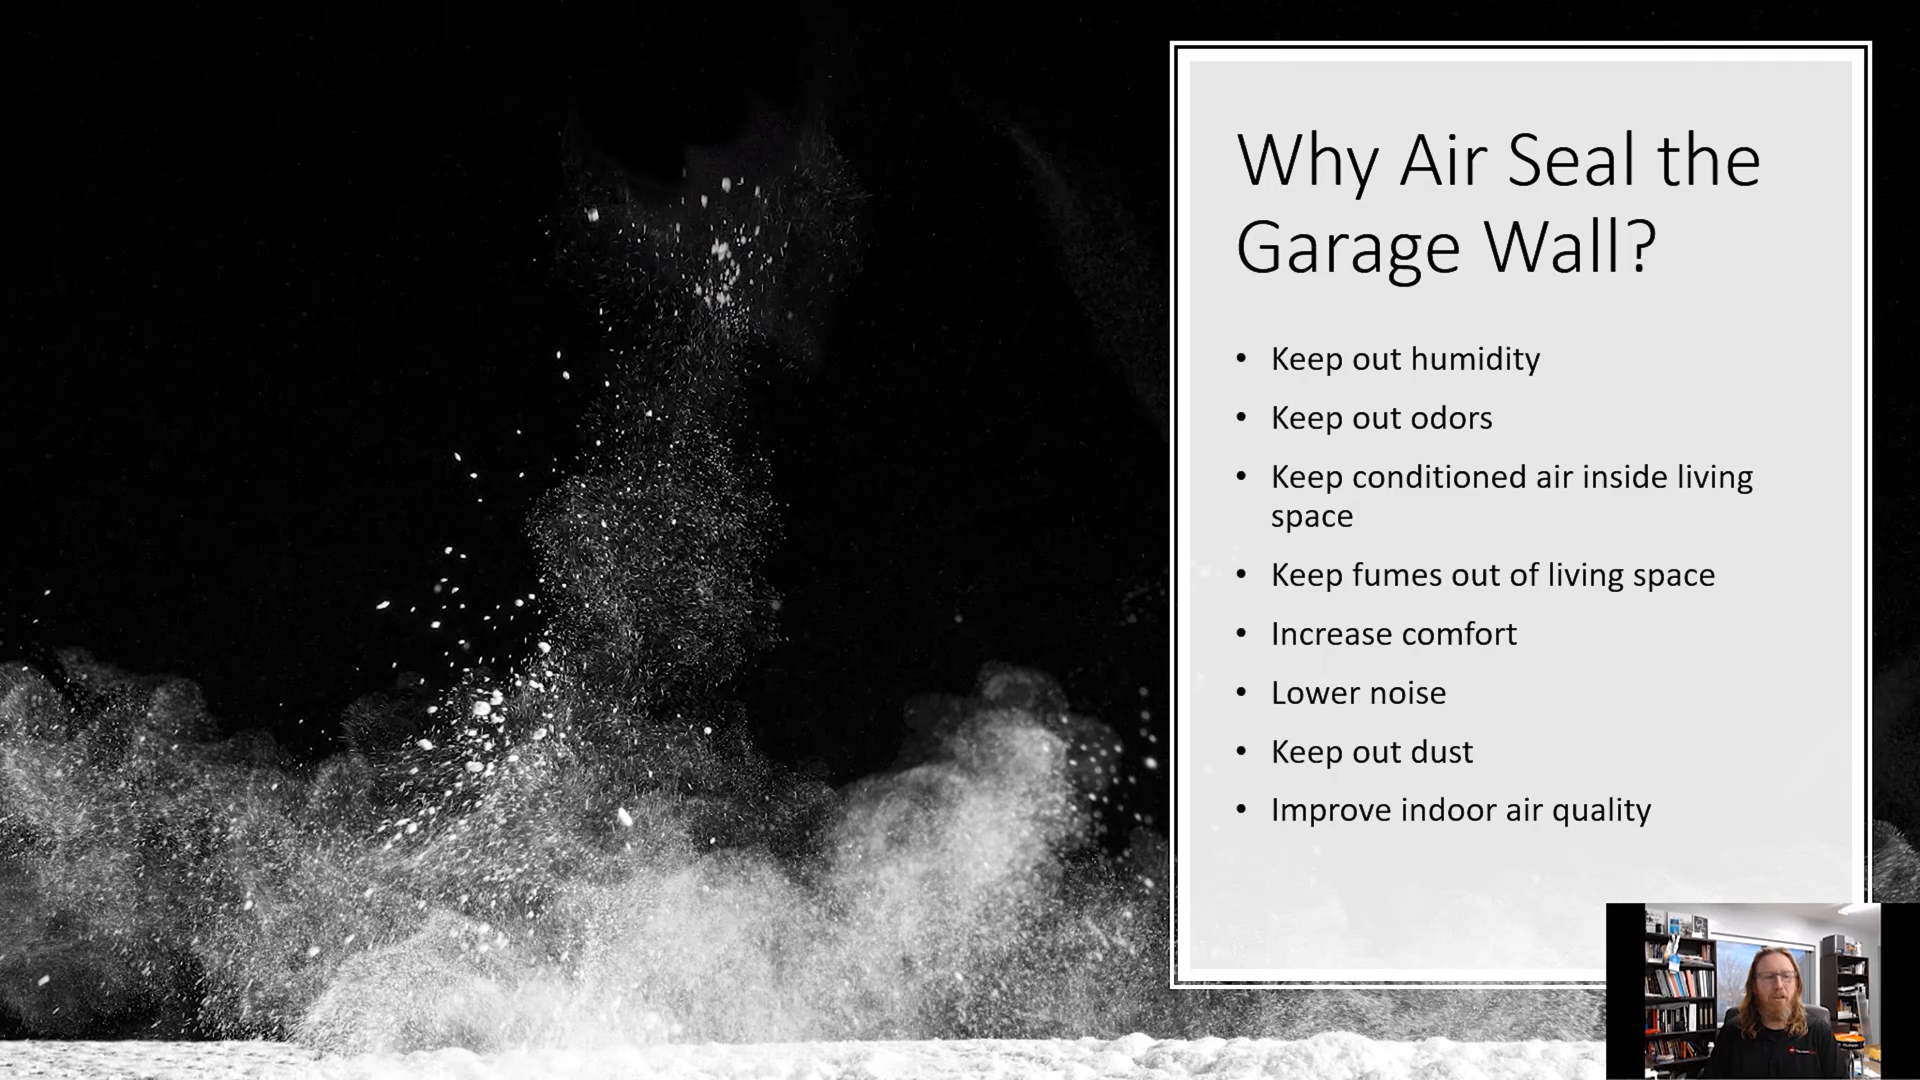 Why Air Seal the
Garage Wall?
• Keep out humidity
• Keep out odors
• Keep conditioned air inside living
space
• Keep fumes out of living space
• Increase comfort
• Lower noise
• Keep out dust
• Improve indoor air quality